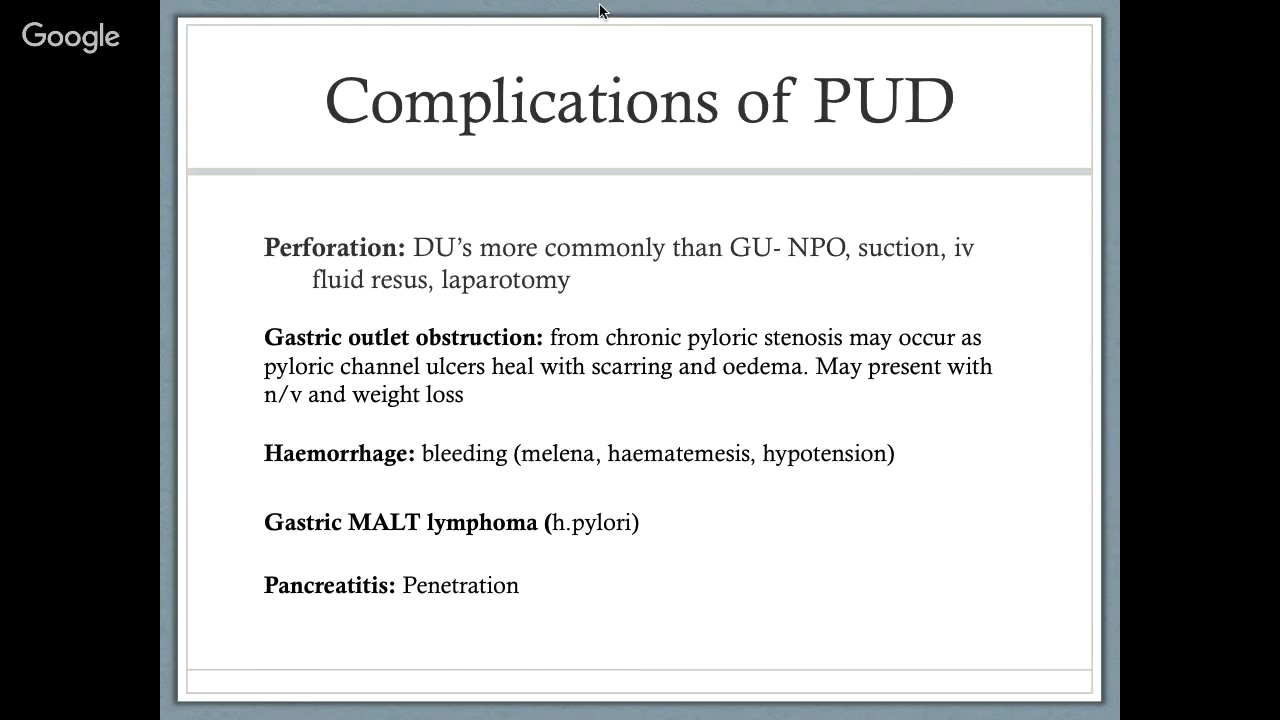 Google
Complications of PUD
Perforation: DU’s more commonly than GU- NPO, suction, iv
fluid resus, laparotomy
Gastric outlet obstruction: from chronic pyloric stenosis may occur as
pyloric channel ulcers heal with scarring and oedema. May present with
n/v and weight loss
Haemorrhage: bleeding (melena, haematemesis, hypotension)
Gastric MALT lymphoma (h.pylori)
Pancreatitis: Penetration